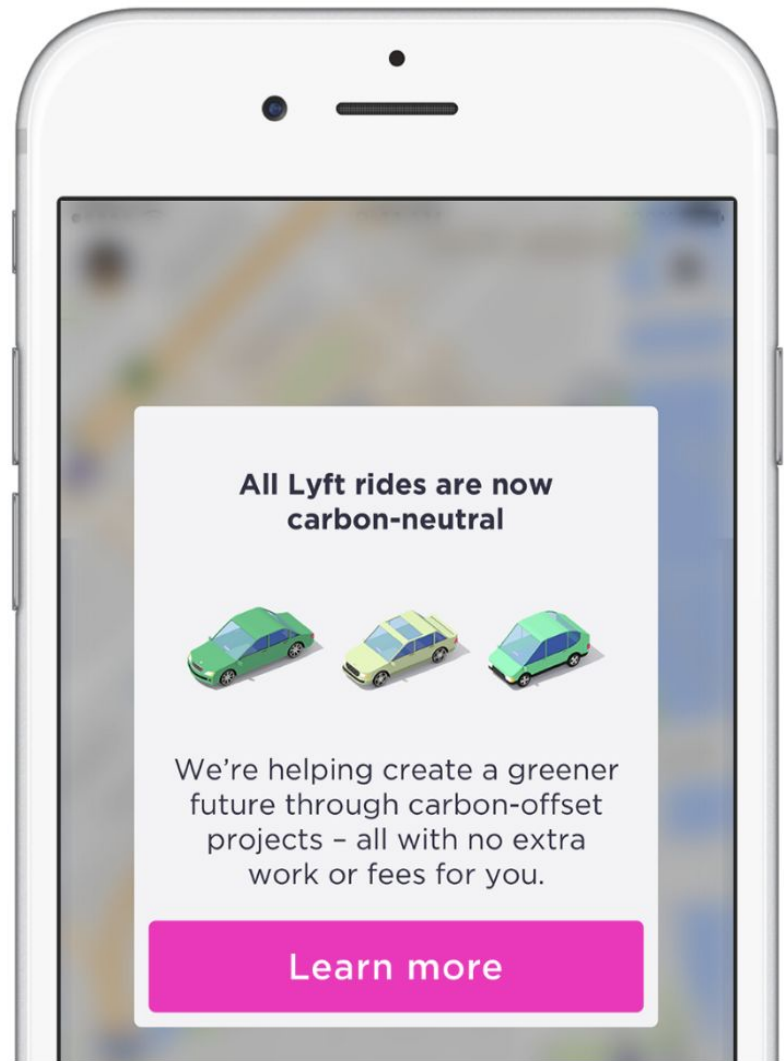 All Lyft rides are now
carbon-neutral
We’re helping create a greener
future through carbon-offset
projects – all with no extra
work or fees for you.
Learn more